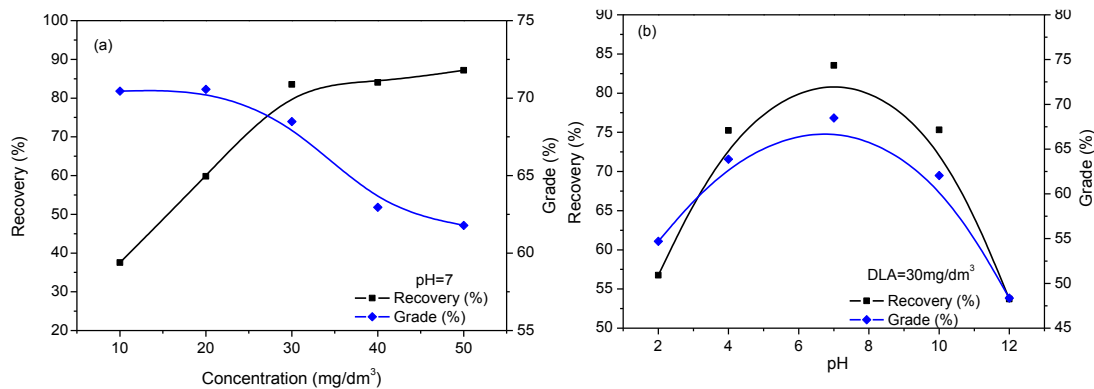 (a)
Recovery (%)
100
90
80
70
60
50
40
30
20
75
70
65
60
55
Grade (%)
pH=7
Recovery (%)
Grade (%)
10 20 30 40 50
Concentration (mg/dm³)
(b)
Recovery (%)
90
85
80
75
70
65
60
55
50
80
75
70
65
60
55
50
45
Grade (%)
DLA=30mg/dm³
Recovery (%)
Grade (%)
2 4 6 8 10 12
pH